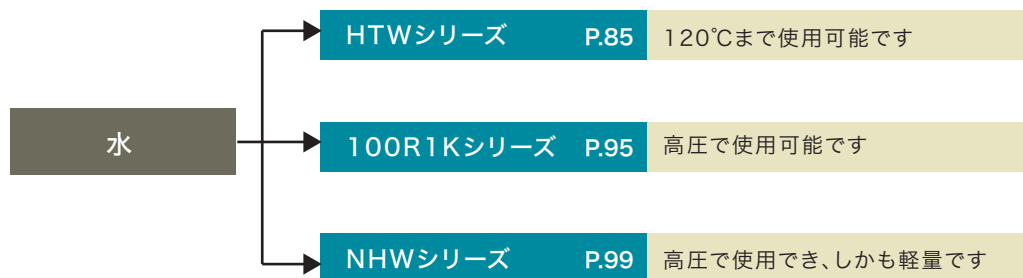 HTWシリーズ P.85 120℃まで使用可能です
水 100R1Kシリーズ P.95 高圧で使用可能です
NHWシリーズ P.99 高圧で使用でき、しかも軽量です